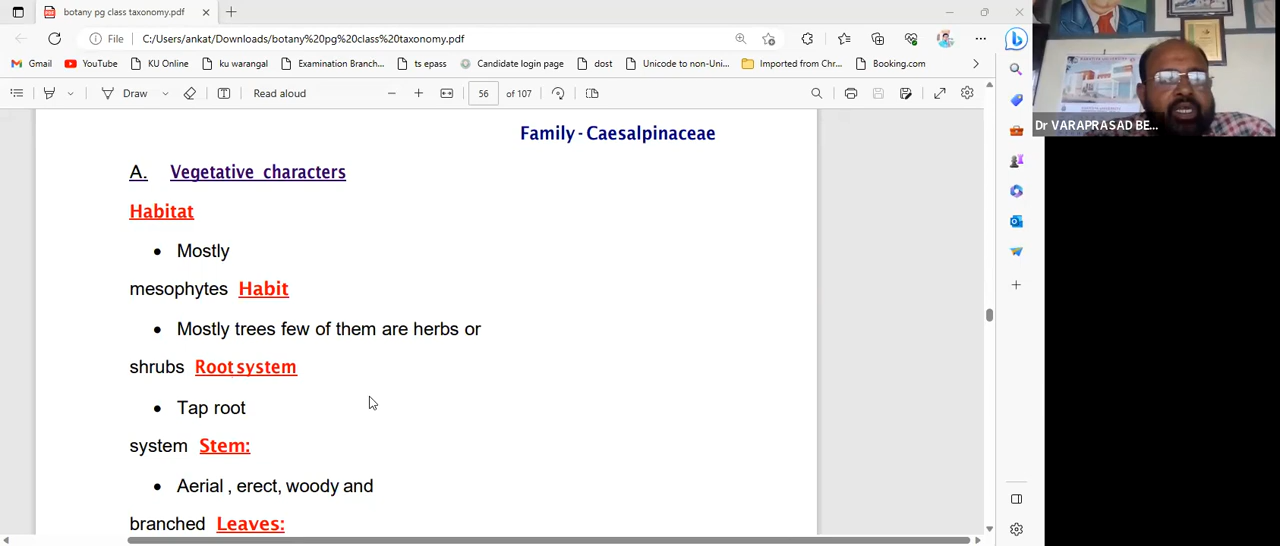 botany pg class taxonomy.pdf
File
C:/Users/ankat/Downloads/botany%20pg%20class%20taxonomy.pdf
Gmail YouTube KU Online ku warangal Examination Branch... ts epass Candidate login page dost Unicode to non-Uni... Imported from Chr... Booking.com
Draw Read aloud 56 of 107
Dr VARAPRASAD BE...
Family - Caesalpinaceae
A. Vegetative characters
Habitat
• Mostly
mesophytes Habit
• Mostly trees few of them are herbs or
shrubs Root system
• Tap root
system Stem:
• Aerial , erect, woody and
branched Leaves: